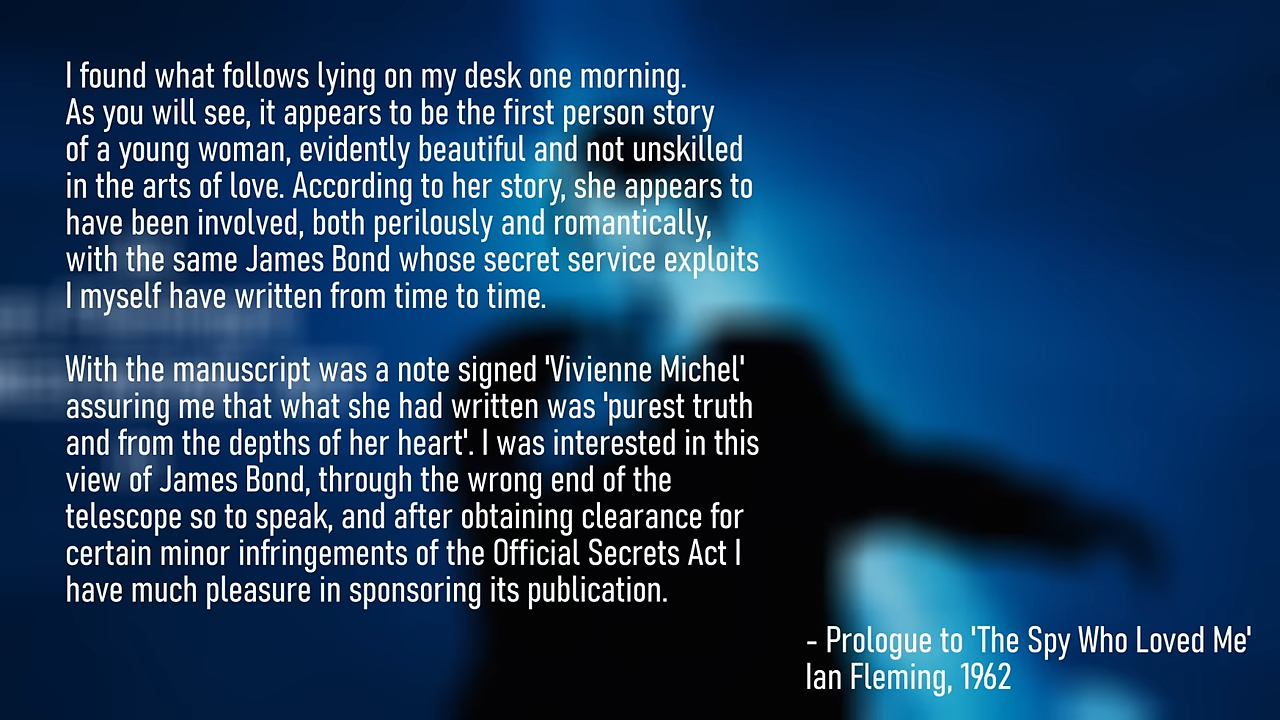 I found what follows lying on my desk one morning.
As you will see, it appears to be the first person story
of a young woman, evidently beautiful and not unskilled
in the arts of love. According to her story, she appears to
have been involved, both perilously and romantically,
with the same James Bond whose secret service exploits
I myself have written from time to time.
With the manuscript was a note signed 'Vivienne Michel'
assuring me that what she had written was 'purest truth
and from the depths of her heart'. I was interested in this
view of James Bond, through the wrong end of the
telescope so to speak, and after obtaining clearance for
certain minor infringements of the Official Secrets Act I
have much pleasure in sponsoring its publication.
- Prologue to 'The Spy Who Loved Me'
Ian Fleming, 1962